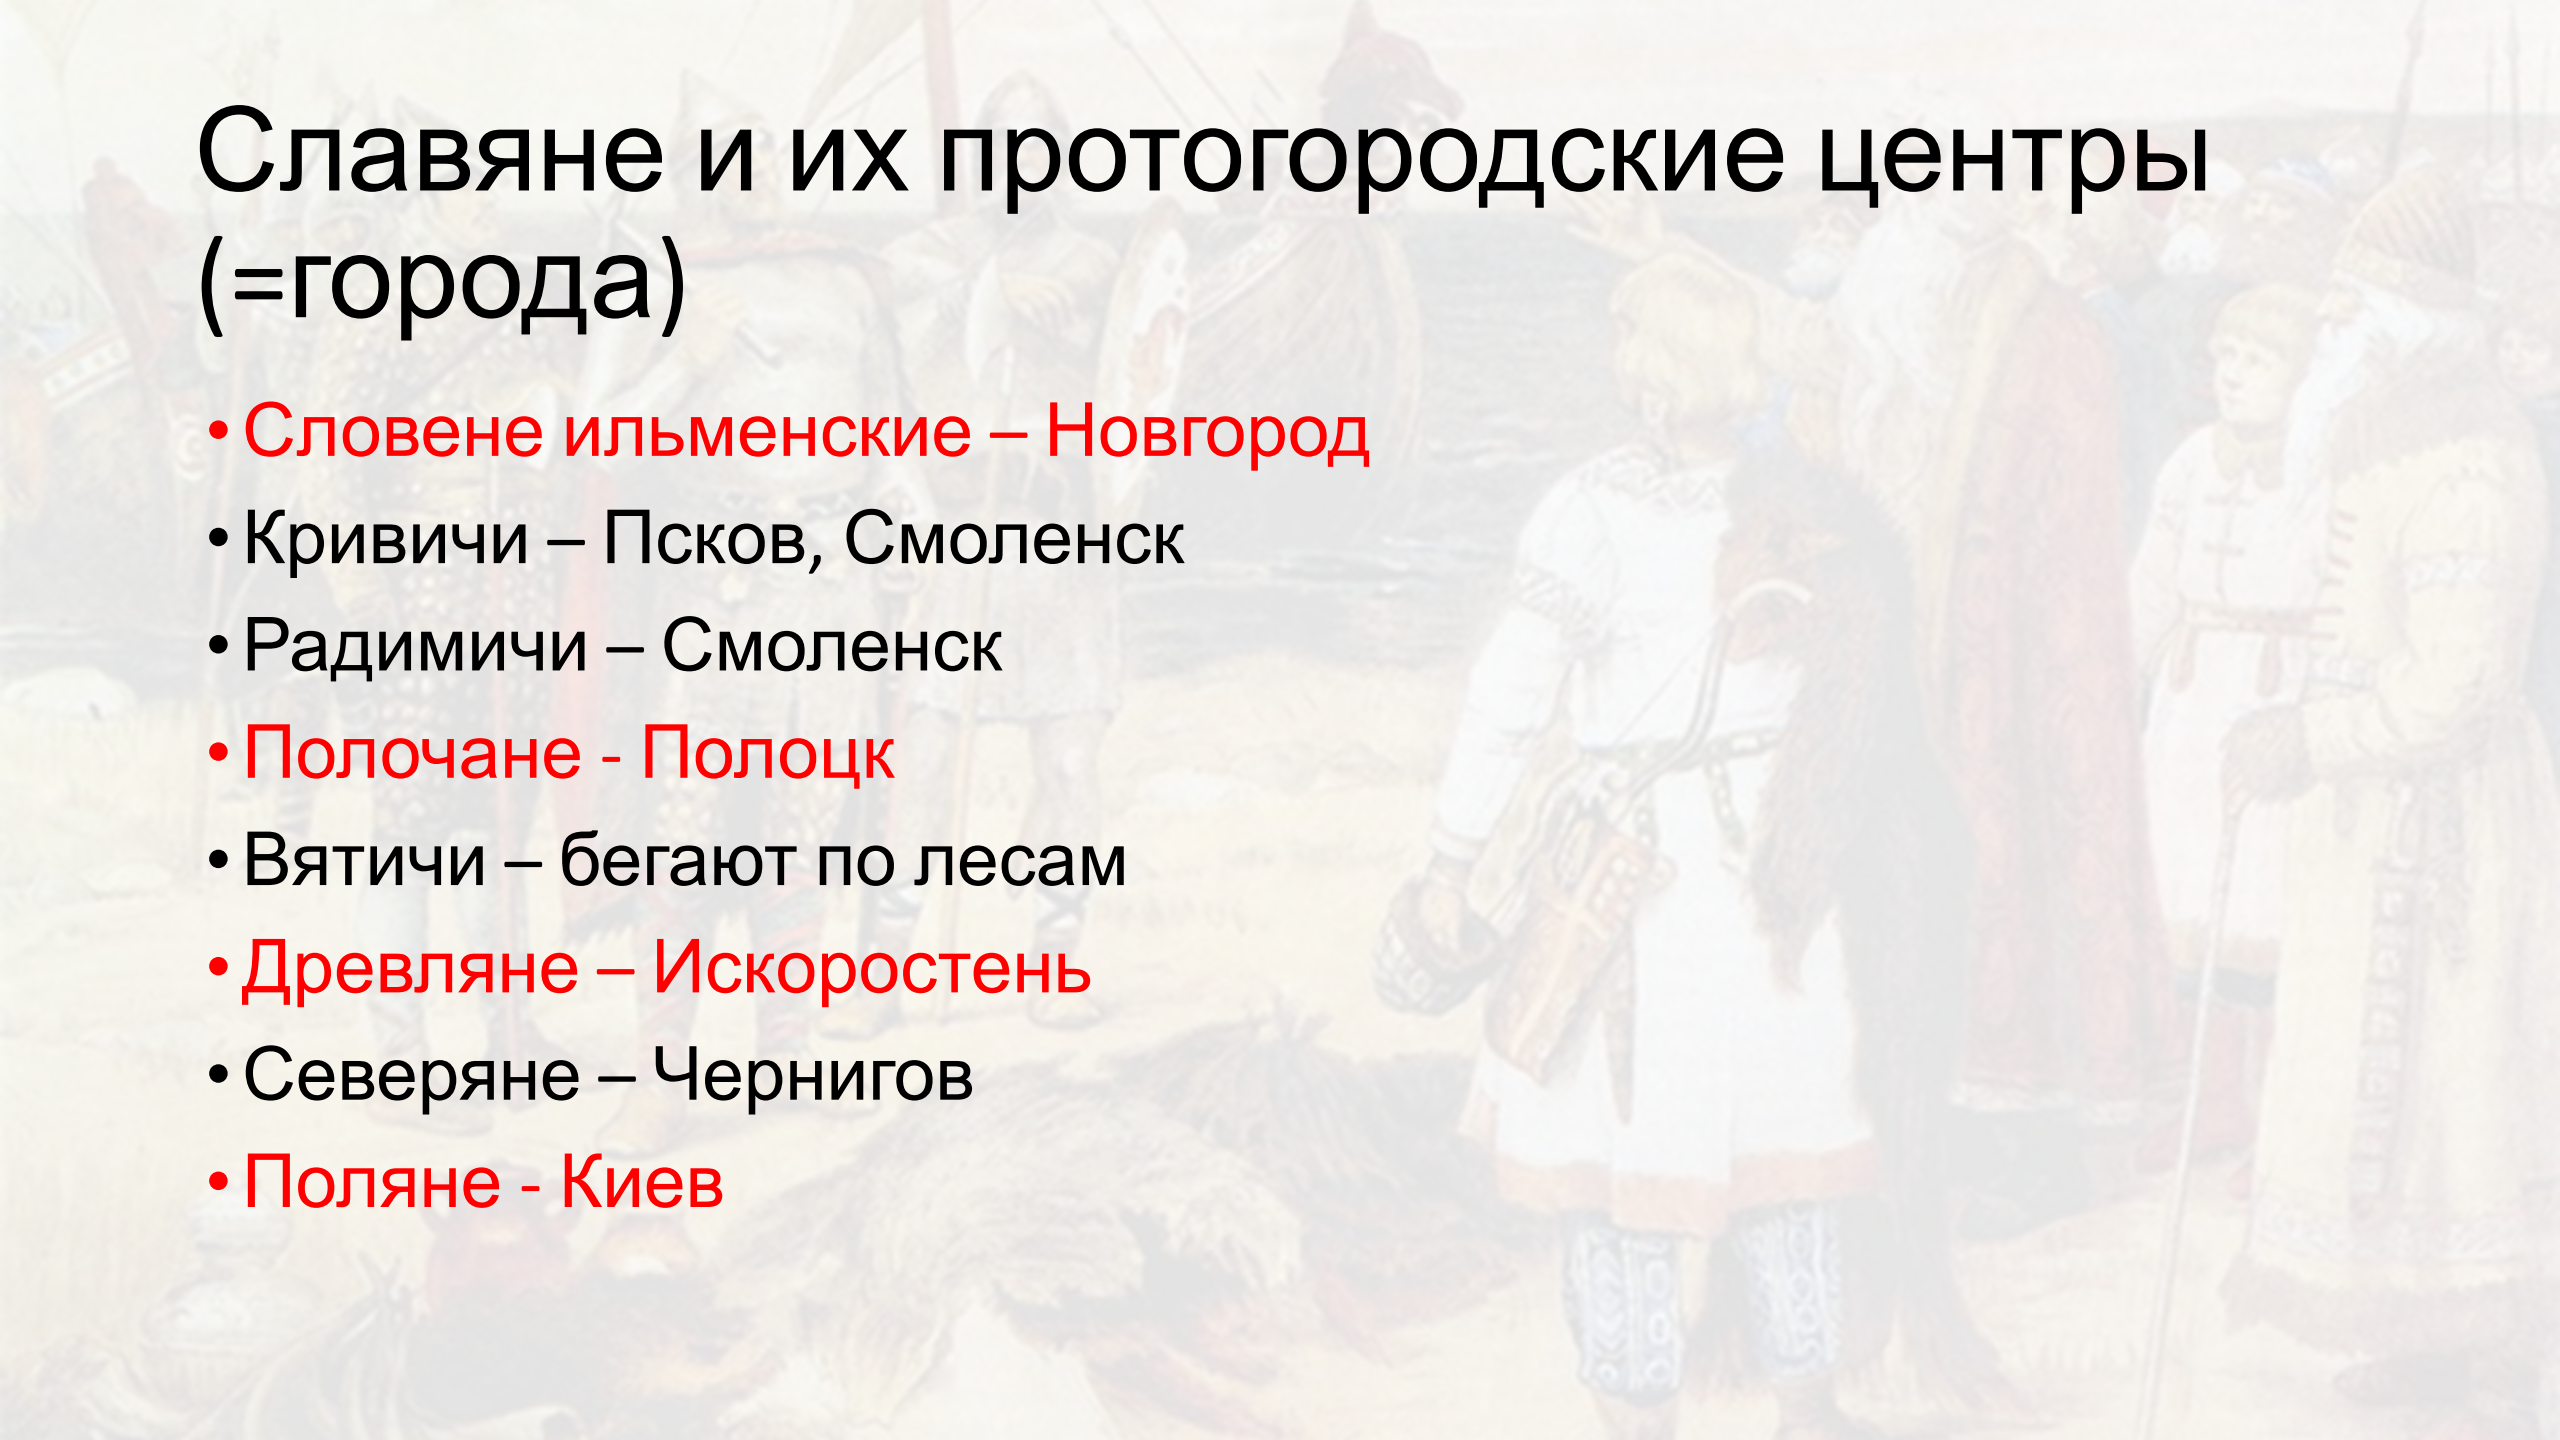 Славяне и их протогородские центры
(=города)
• Словене ильменские – Новгород
• Кривичи – Псков, Смоленск
• Радимичи – Смоленск
• Полочане - Полоцк
• Вятичи – бегают по лесам
• Древляне – Искоростень
• Северяне – Чернигов
• Поляне - Киев